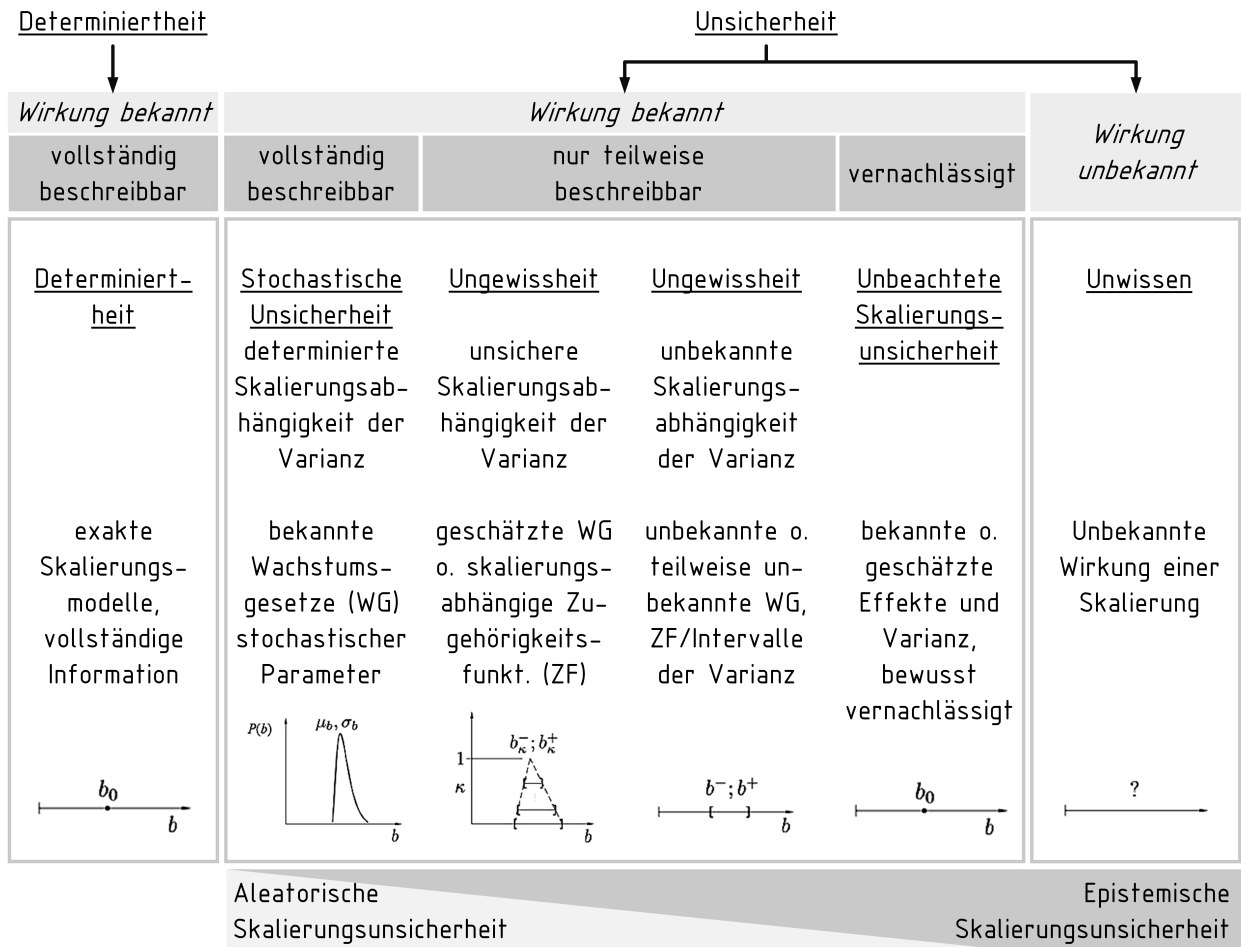 Determiniertheit
Unsicherheit
Wirkung bekannt
Wirkung bekannt
Wirkung
unbekannt
vollständig
beschreibbar
vollständig
beschreibbar
nur teilweise
beschreibbar
vernachlässigt
Determiniert-
heit
exakte
Skalierungs-
modelle,
vollständige
Information
b₀
b
Stochastische
Unsicherheit
determinierte
Skalierungsab-
hängigkeit der
Varianz
bekannte
Wachstums-
gesetze (WG)
stochastischer
Parameter
P(b)
μb, σb
b
Ungewissheit
unsichere
Skalierungsab-
hängigkeit der
Varianz
geschätzte WG
o. skalierungs-
abhängige Zu-
gehörigkeits-
funkt. (ZF)
bκ⁻; bκ⁺
1
κ
b
Ungewissheit
unbekannte
Skalierungs-
abhängigkeit
der Varianz
unbekannte o.
teilweise un-
bekannte WG,
ZF/Intervalle
der Varianz
b⁻; b⁺
b
Unbeachtete
Skalierungs-
unsicherheit
bekannte o.
geschätzte
Effekte und
Varianz,
bewusst
vernachlässigt
b₀
b
Unwissen
Unbekannte
Wirkung einer
Skalierung
?
Aleatorische
Skalierungsunsicherheit
Epistemische
Skalierungsunsicherheit